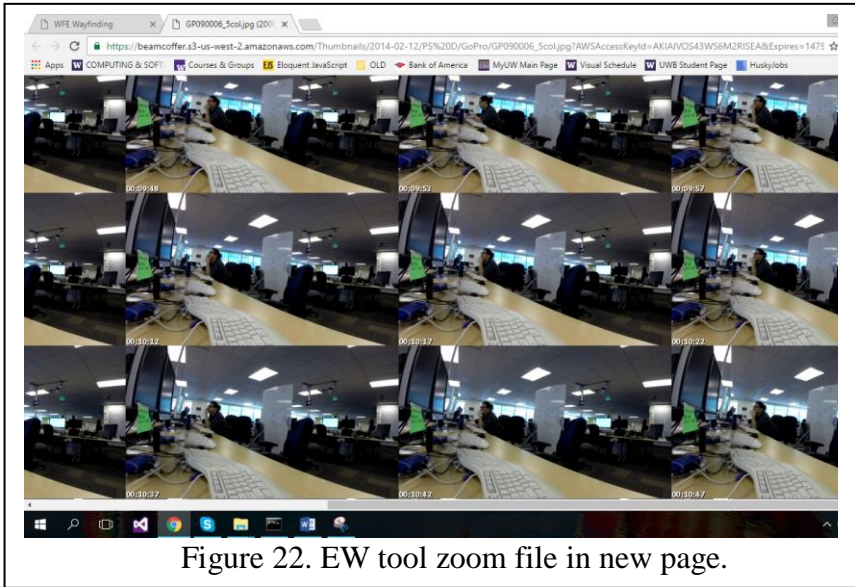 WFE Wayfinding
GP090006_5col.jpg (200
https://beamcoffer.s3-us-west-2.amazonaws.com/Thumbnails/2014-02-12/PS%20D/GoPro/GP090006_5col.jpg?AWSAccessKeyId=AKIAIVOS43WS6M2RISEA&Expires=1479
Apps COMPUTING & SOFT Courses & Groups EJS Eloquent JavaScript OLD Bank of America MyUW Main Page Visual Schedule UWB Student Page HuskyJobs
00:09:48 00:09:53 00:09:57
00:10:12 00:10:17 00:10:22
00:10:37 00:10:42 00:10:47
Figure 22. EW tool zoom file in new page.